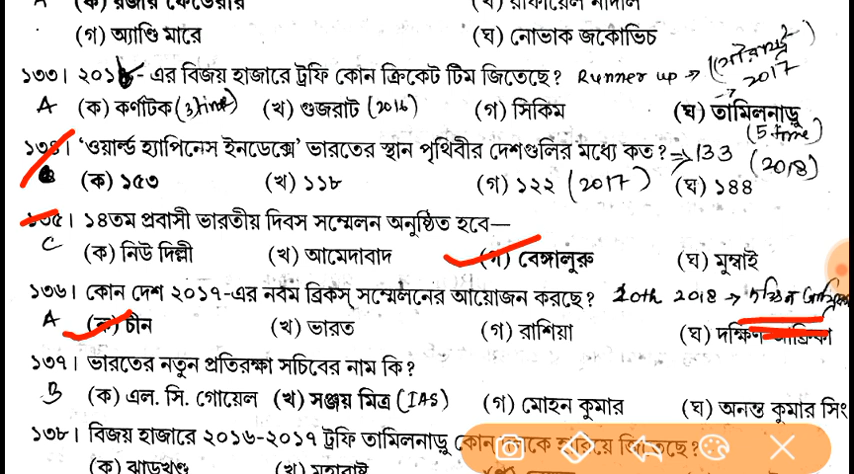 (গ) অ্যাণ্ডি মারে (ঘ) নোভাক জকোভিচ
১৩৩। ২০১৮- এর বিজয় হাজারে ট্রফি কোন ক্রিকেট টিম জিতেছে? Runner up → (সৌরাষ্ট্র)
→ 2017
A (ক) কর্ণাটক (3)time) (খ) গুজরাট (2016) (গ) সিকিম (ঘ) তামিলনাড়ু
(5 time)
১৩৪। 'ওয়ার্ল্ড হ্যাপিনেস ইনডেক্সে' ভারতের স্থান পৃথিবীর দেশগুলির মধ্যে কত? → 133
(2018)
(ক) ১৫৩ (খ) ১১৮ (গ) ১২২ (2017) (ঘ) ১৪৪
১৩৫। ১৪তম প্রবাসী ভারতীয় দিবস সম্মেলন অনুষ্ঠিত হবে—
C (ক) নিউ দিল্লী (খ) আমেদাবাদ (গ) বেঙ্গালুরু (ঘ) মুম্বাই
১৩৬। কোন দেশ ২০১৭-এর নবম ব্রিকস্ সম্মেলনের আয়োজন করছে? 10th 2018 →
A (ক) চীন (খ) ভারত (গ) রাশিয়া (ঘ) দক্ষিণ আফ্রিকা
১৩৭। ভারতের নতুন প্রতিরক্ষা সচিবের নাম কি?
B (ক) এল. সি. গোয়েল (খ) সঞ্জয় মিত্র (IAS) (গ) মোহন কুমার (ঘ) অনন্ত কুমার সিং
১৩৮। বিজয় হাজারে ২০১৬-২০১৭ ট্রফি তামিলনাড়ু কোন
(ক) ঝাড়খণ্ড (খ) মহারাষ্ট্র